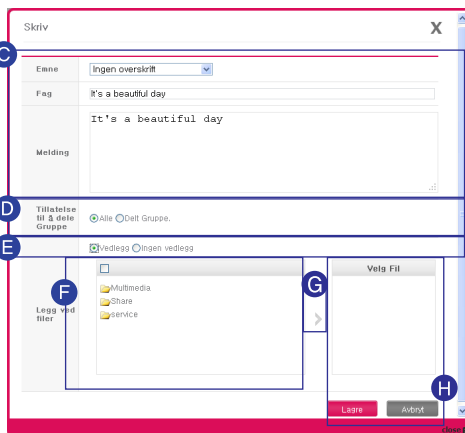 Skriv X
C
Emne Ingen overskrift
Fag It's a beautiful day
Melding It's a beautiful day
D
Tillatelse til å dele Gruppe Alle Delt Gruppe.
E
Vedlegg Ingen vedlegg
F
G
Velg Fil
Legg ved filer
Multimedia
Share
service
H
Lagre Avbryt
close